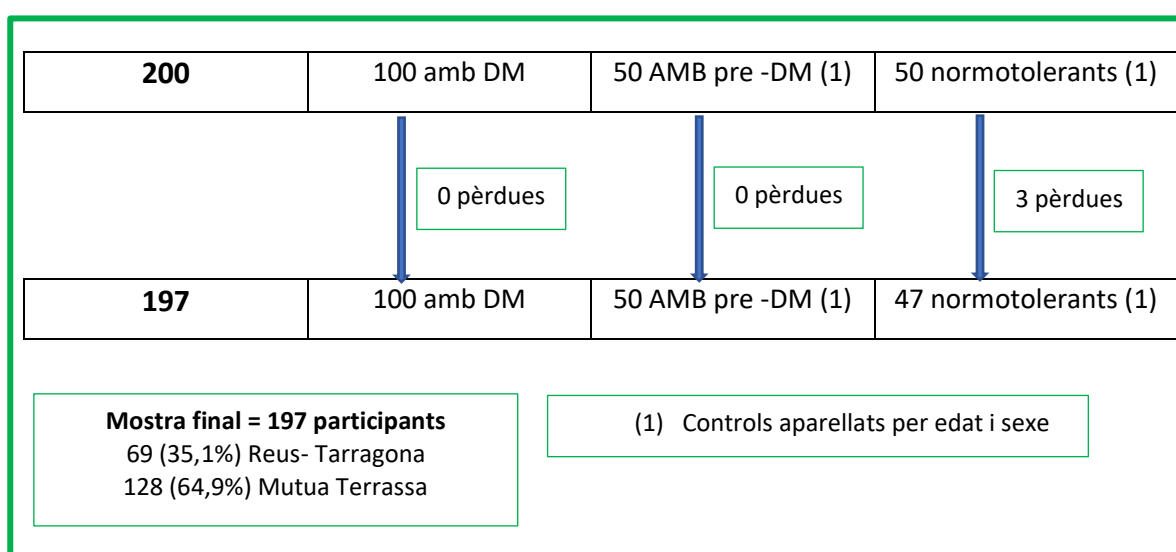 200 100 amb DM 50 AMB pre -DM (1) 50 normotolerants (1)
0 pèrdues 0 pèrdues 3 pèrdues
197 100 amb DM 50 AMB pre -DM (1) 47 normotolerants (1)
Mostra final = 197 participants
69 (35,1%) Reus- Tarragona
128 (64,9%) Mutua Terrassa
(1) Controls aparellats per edat i sexe